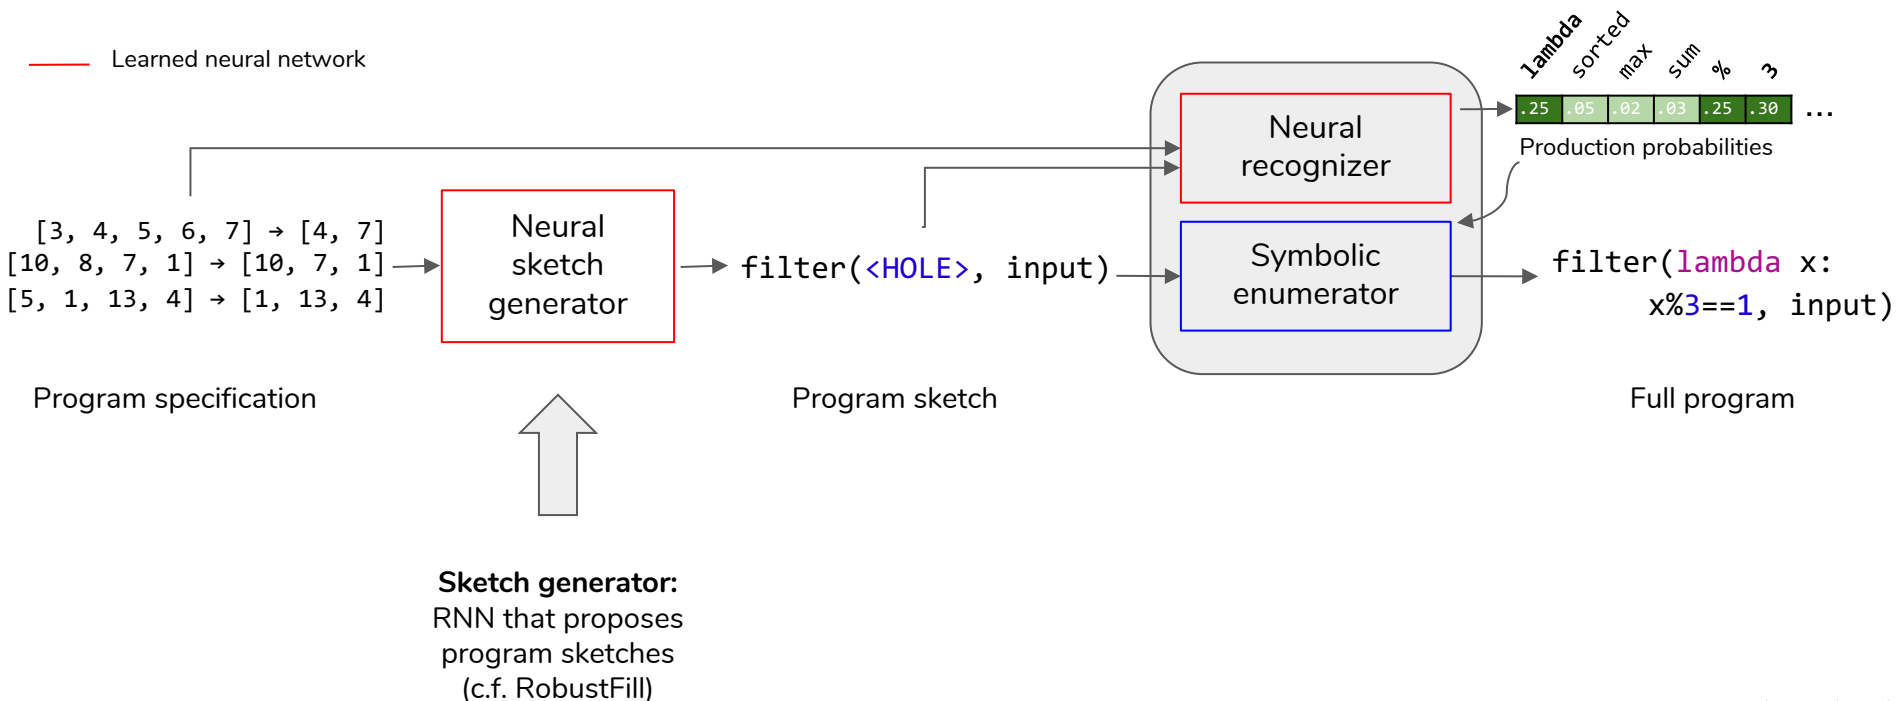 Learned neural network
lambda
sorted
max
sum
%
3
.25 .05 .02 .03 .25 .30 ...
Production probabilities
Neural
recognizer
[3, 4, 5, 6, 7] → [4, 7]
[10, 8, 7, 1] → [10, 7, 1]
[5, 1, 13, 4] → [1, 13, 4]
Neural
sketch
generator
filter(<HOLE>, input)
Symbolic
enumerator
filter(lambda x:
x%3==1, input)
Program specification
Program sketch
Full program
Sketch generator:
RNN that proposes
program sketches
(c.f. RobustFill)